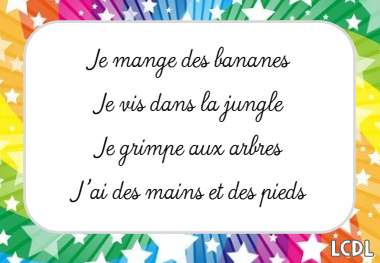 Je mange des bananes
Je vis dans la jungle
Je grimpe aux arbres
J'ai des mains et des pieds
LCDL